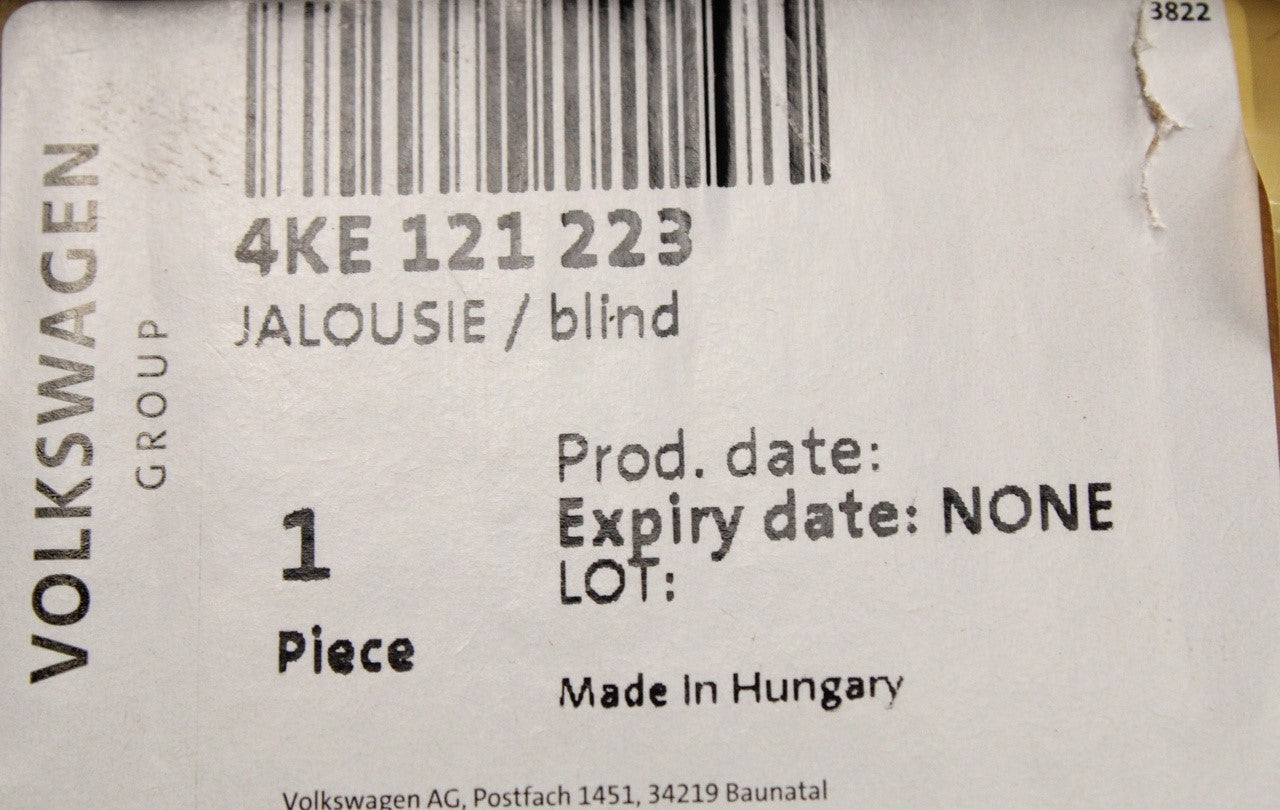 3822
VOLKSWAGEN
GROUP
4KE 121 223
JALOUSIE / blind
1
Piece
Prod. date:
Expiry date: NONE
LOT:
Made In Hungary
Volkswagen AG, Postfach 1451, 34219 Baunatal